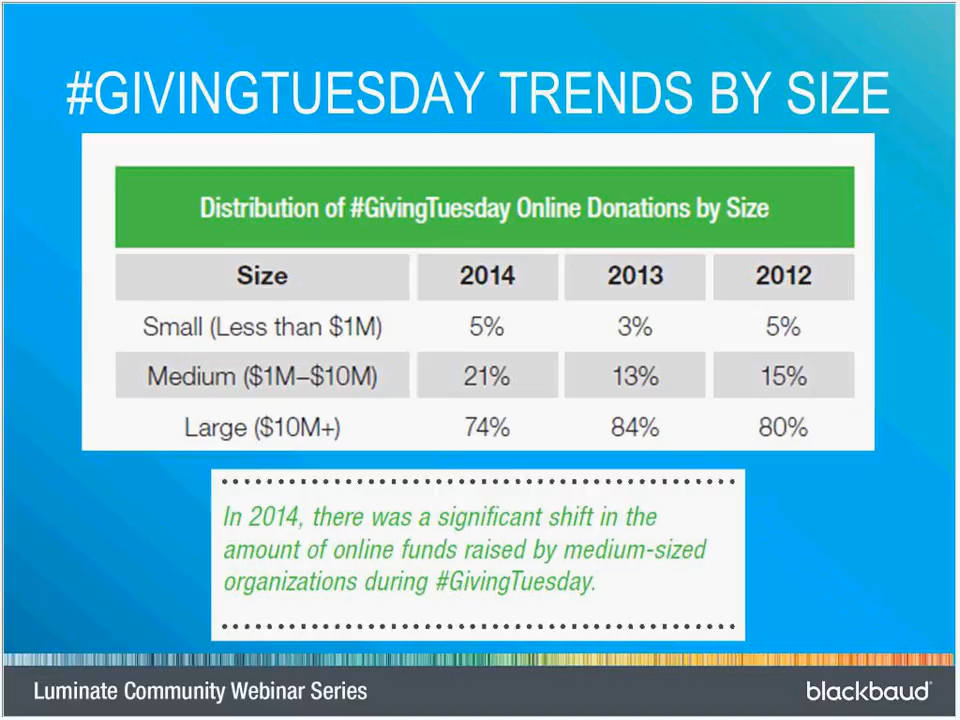 #GIVINGTUESDAY TRENDS BY SIZE
Distribution of #GivingTuesday Online Donations by Size
Size 2014 2013 2012
Small (Less than $1M) 5% 3% 5%
Medium ($1M–$10M) 21% 13% 15%
Large ($10M+) 74% 84% 80%
In 2014, there was a significant shift in the
amount of online funds raised by medium-sized
organizations during #GivingTuesday.
Luminate Community Webinar Series
blackbaud